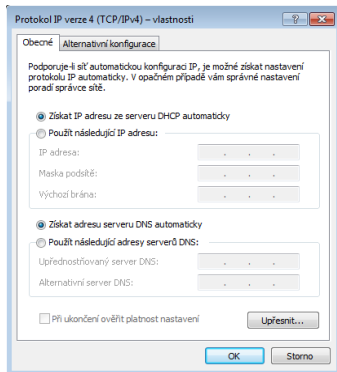 Protokol IP verze 4 (TCP/IPv4) – vlastnosti
Obecné Alternativní konfigurace
Podporuje-li síť automatickou konfiguraci IP, je možné získat nastavení
protokolu IP automaticky. V opačném případě vám správné nastavení
poradí správce sítě.
Získat IP adresu ze serveru DHCP automaticky
Použít následující IP adresu:
IP adresa:
Maska podsítě:
Výchozí brána:
Získat adresu serveru DNS automaticky
Použít následující adresy serverů DNS:
Upřednostňovaný server DNS:
Alternativní server DNS:
Při ukončení ověřit platnost nastavení
Upřesnit...
OK Storno